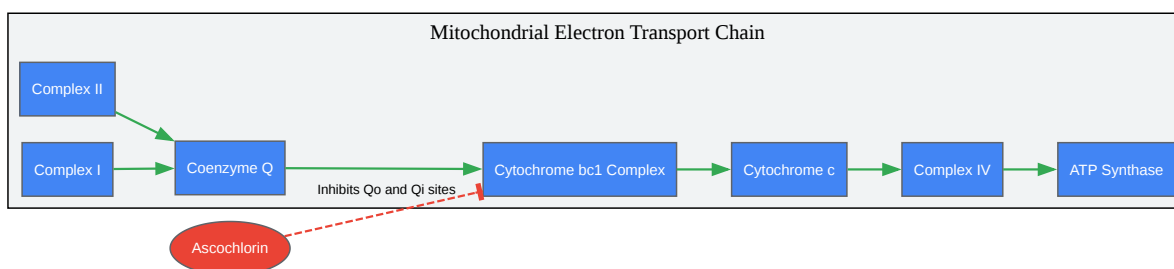 Mitochondrial Electron Transport Chain
Complex II
Complex I
Coenzyme Q
Cytochrome bc1 Complex
Cytochrome c
Complex IV
ATP Synthase
Inhibits Qo and Qi sites
Ascochlorin